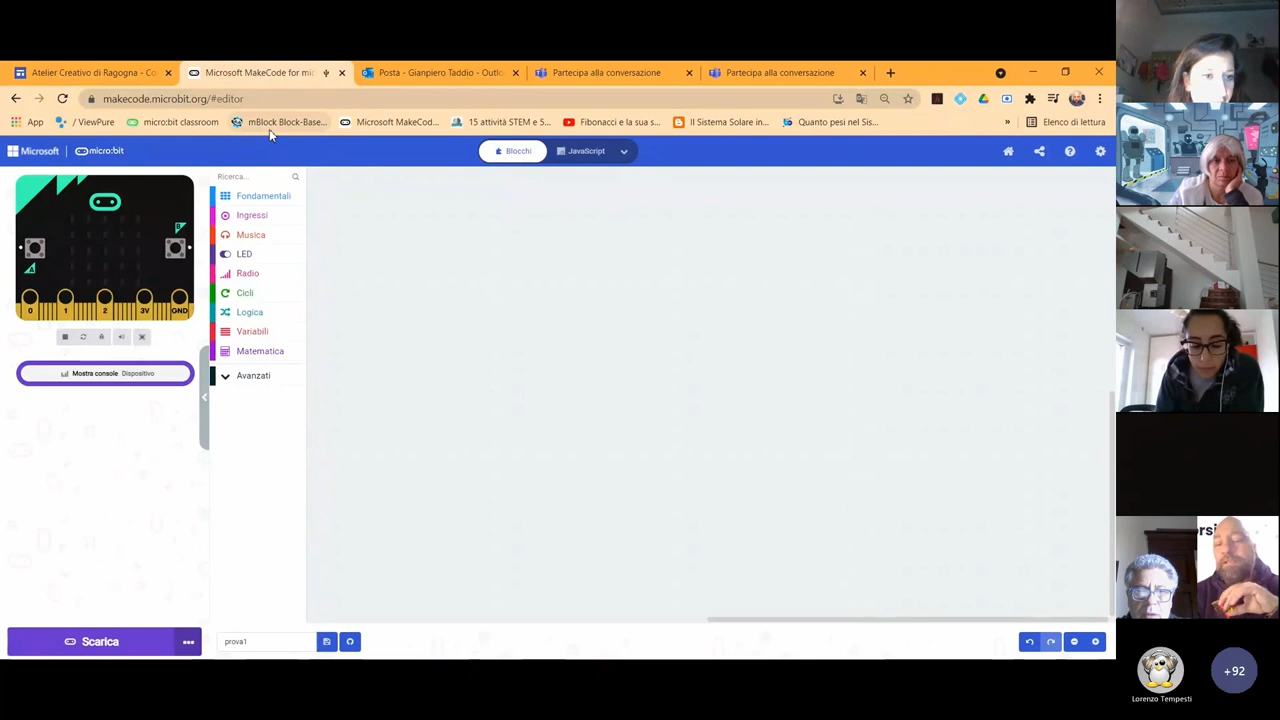 Atelier Creativo di Ragogna - Co
Microsoft MakeCode for mic
Posta - Gianpiero Taddio - Outlo
Partecipa alla conversazione
Partecipa alla conversazione
makecode.microbit.org/#editor
App
/ ViewPure
micro:bit classroom
mBlock Block-Base...
Microsoft MakeCod...
15 attività STEM e 5...
Fibonacci e la sua s...
Il Sistema Solare in...
Quanto pesi nel Sis...
»
Elenco di lettura
Microsoft
micro:bit
Blocchi
JavaScript
Ricerca...
Fondamentali
Ingressi
Musica
LED
Radio
Cicli
Logica
Variabili
Matematica
Avanzati
B
A
0 1 2 3V GND
Mostra console Dispositivo
Scarica
prova1
Lorenzo Tempesti
+92